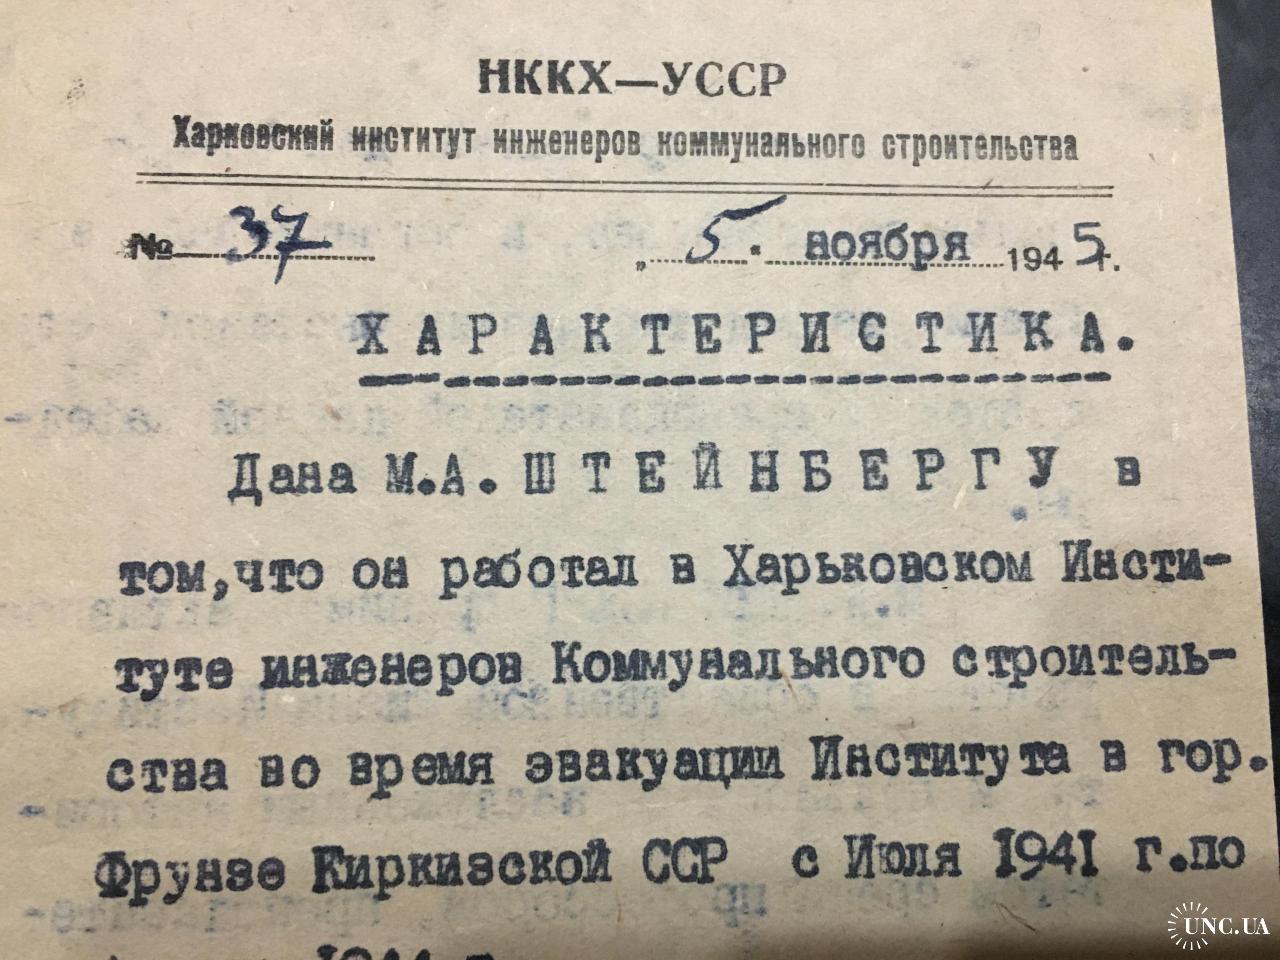 НККХ—УССР
Харковский институт инженеров коммунального строительства
№ 37 „ 5 “ ноября 1945 г.
ХАРАКТЕРИСТИКА.
Дана М.А. ШТЕЙНБЕРГУ в
том,что он работал в Харьковском Инсти-
туте инженеров Коммунального строитель-
ства во время эвакуации Института в гор.
Фрунзе Киркизской ССР с Июля 1941 г.по
1944 г.
UNC.UA